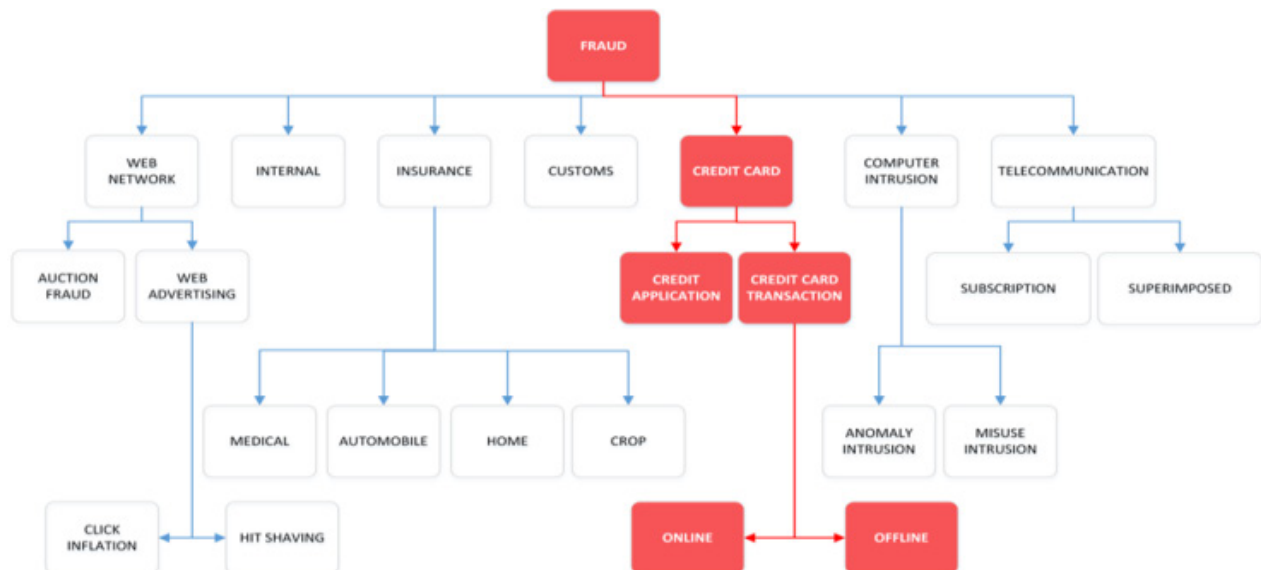 FRAUD
WEB
NETWORK
INTERNAL
INSURANCE
CUSTOMS
CREDIT CARD
COMPUTER
INTRUSION
TELECOMMUNICATION
AUCTION
FRAUD
WEB
ADVERTISING
CREDIT
APPLICATION
CREDIT CARD
TRANSACTION
SUBSCRIPTION
SUPERIMPOSED
MEDICAL
AUTOMOBILE
HOME
CROP
ANOMALY
INTRUSION
MISUSE
INTRUSION
CLICK
INFLATION
HIT SHAVING
ONLINE
OFFLINE